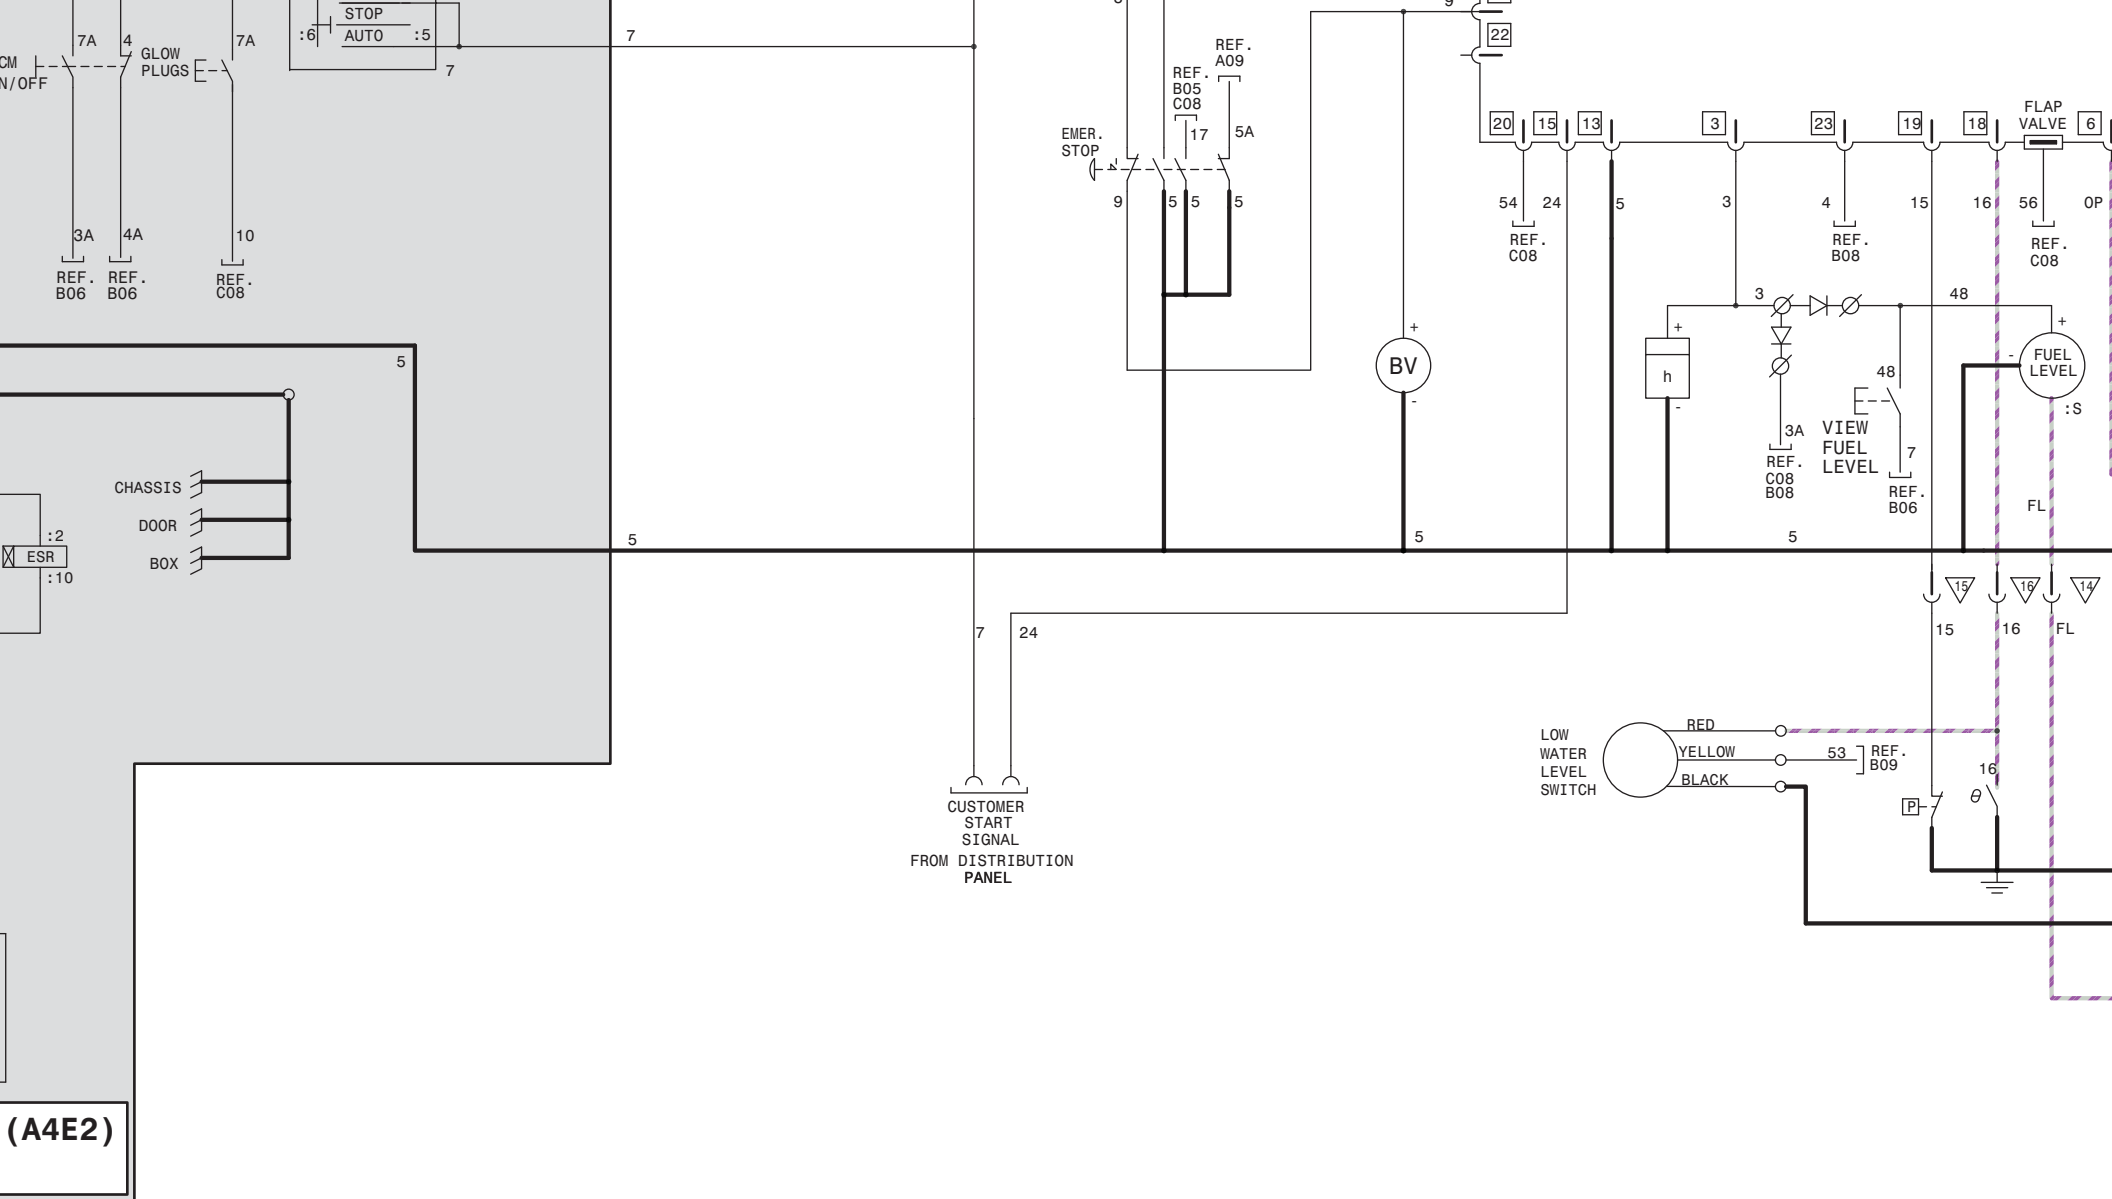 STOP
:6 AUTO :5
7
7A
4
7A
CM
N/OFF
GLOW
PLUGS
7
3A
4A
10
REF.
B06
REF.
B06
REF.
C08
5
CHASSIS
DOOR
BOX
:2
ESR
:10
5
(A4E2)
7
24
CUSTOMER
START
SIGNAL
FROM DISTRIBUTION
PANEL
EMER.
STOP
REF.
B05
C08
17
REF.
A09
5A
9
5
5
5
9
22
BV
+
-
5
20
15
13
3
23
19
18
FLAP
VALVE
6
54
24
5
3
4
15
16
56
OP
REF.
C08
REF.
B08
REF.
C08
3
48
+
h
-
3A
REF.
C08
B08
48
VIEW
FUEL
LEVEL
7
REF.
B06
+
-
FUEL
LEVEL
:S
FL
5
15
16
14
15
16
FL
LOW
WATER
LEVEL
SWITCH
RED
YELLOW
BLACK
53
REF.
B09
16
P
θ